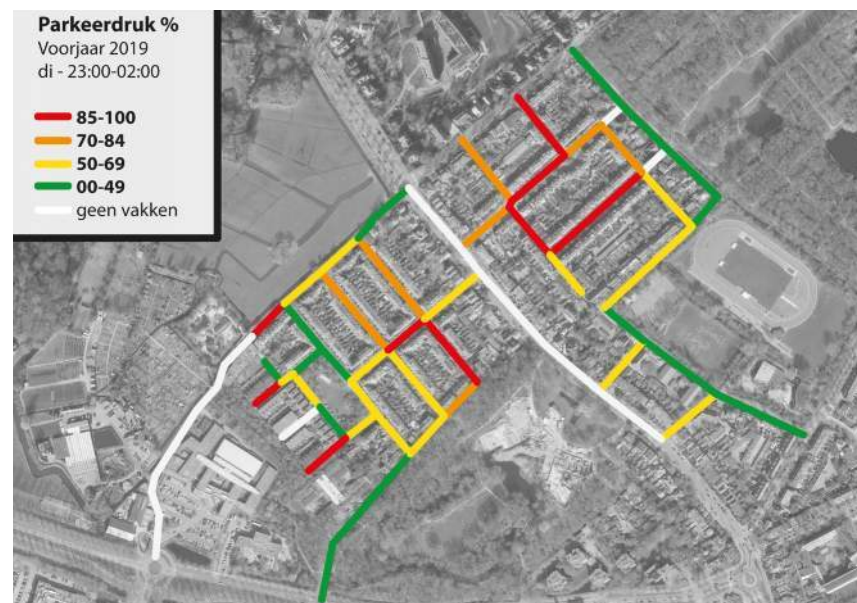 Parkeerdruk %
Voorjaar 2019
di - 23:00-02:00
85-100
70-84
50-69
00-49
geen vakken